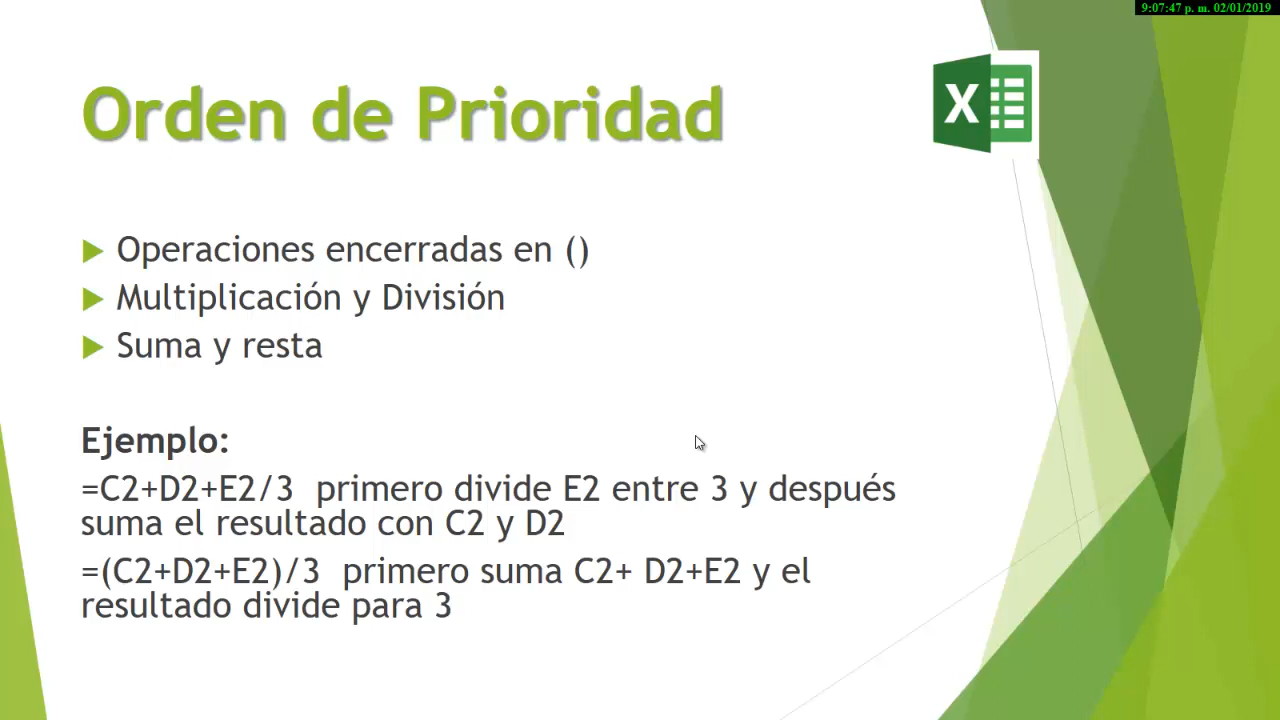 9:07:47 p. m. 02/01/2019
Orden de Prioridad
X
Operaciones encerradas en ()
Multiplicación y División
Suma y resta
Ejemplo:
=C2+D2+E2/3 primero divide E2 entre 3 y después
suma el resultado con C2 y D2
=(C2+D2+E2)/3 primero suma C2+ D2+E2 y el
resultado divide para 3